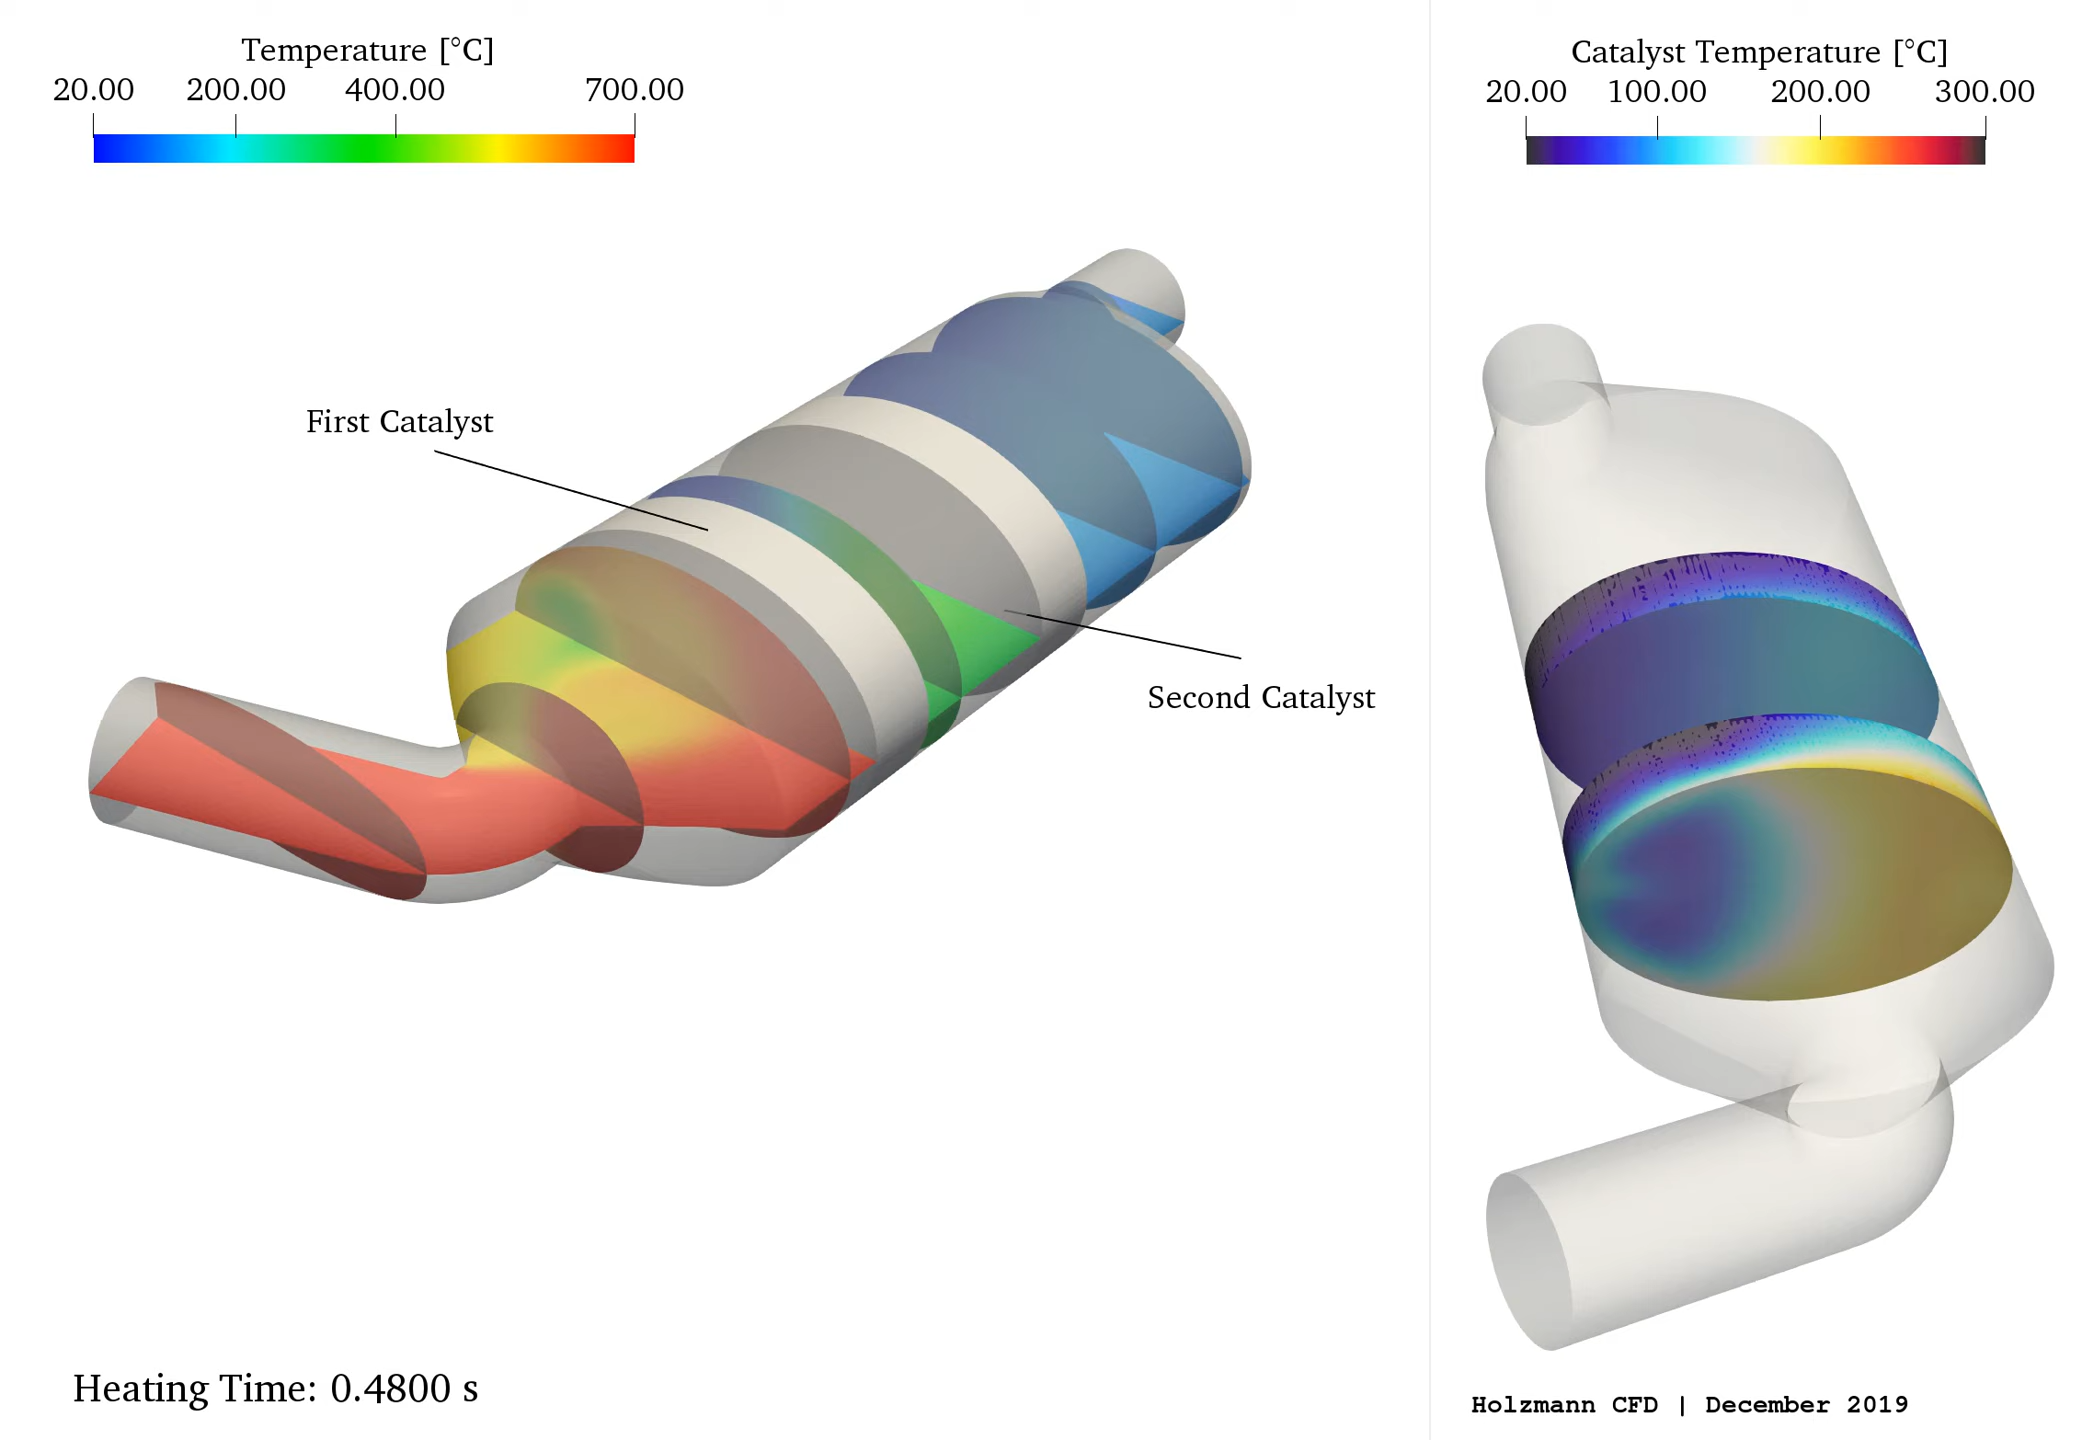 Temperature [°C]
20.00 200.00 400.00 700.00
Catalyst Temperature [°C]
20.00 100.00 200.00 300.00
First Catalyst
Second Catalyst
Heating Time: 0.4800 s
Holzmann CFD | December 2019